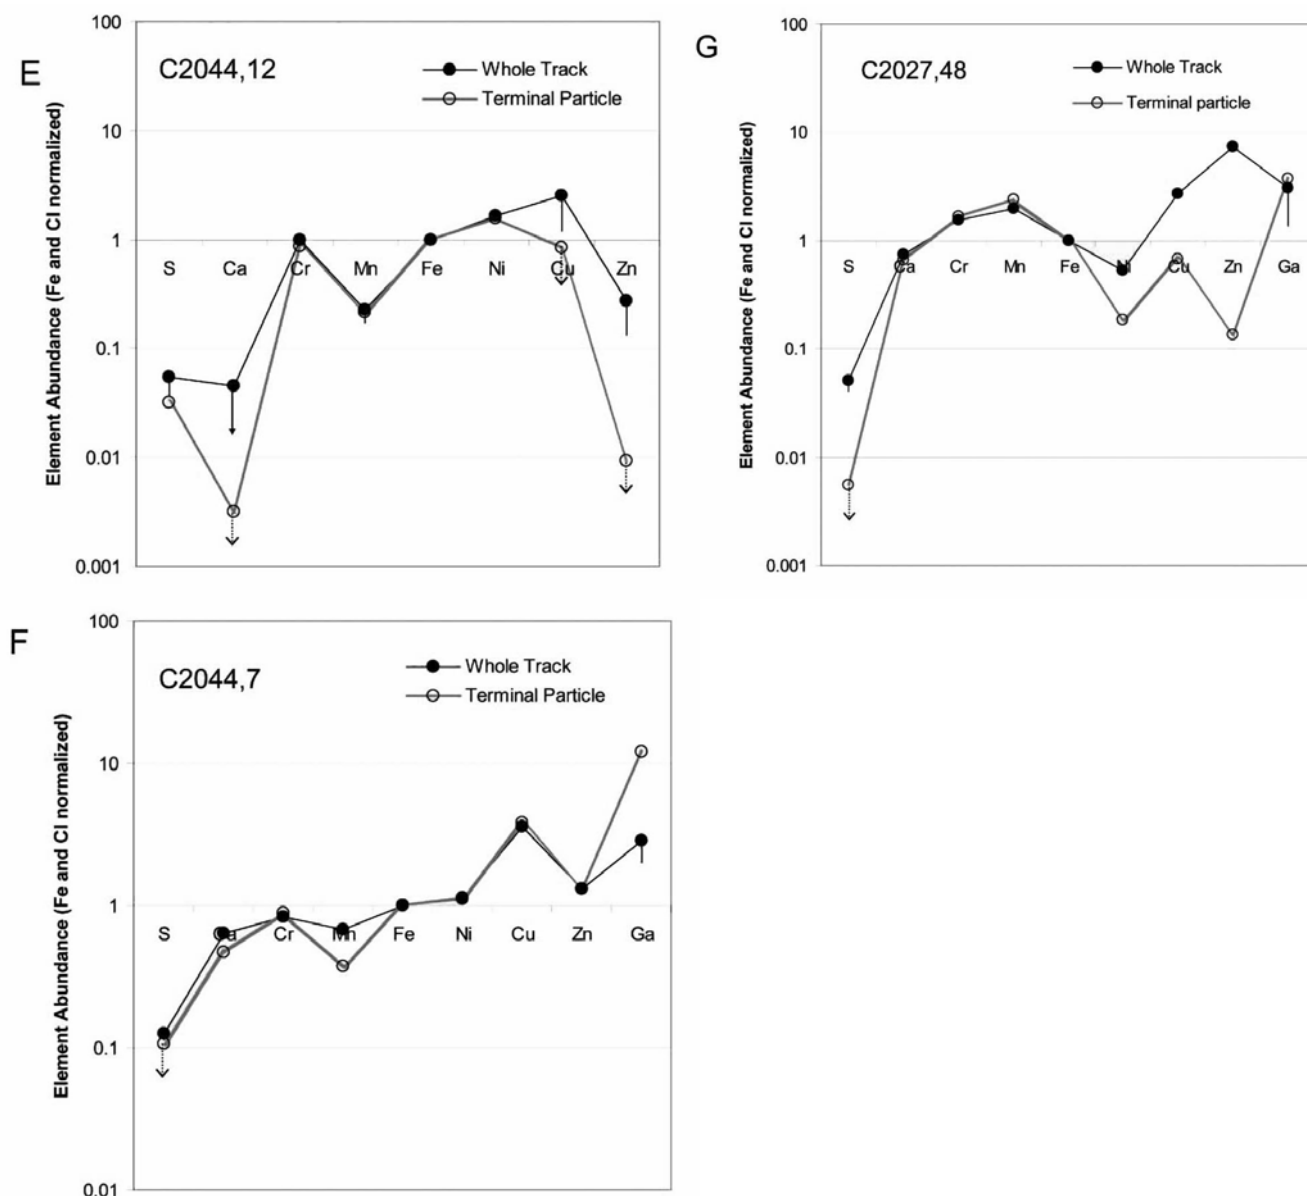 E
C2044,12
Whole Track
Terminal Particle
Element Abundance (Fe and CI normalized)
100
10
1
0.1
0.01
0.001
S Ca Cr Mn Fe Ni Cu Zn
G
C2027,48
Whole Track
Terminal particle
Element Abundance (Fe and CI normalized)
100
10
1
0.1
0.01
0.001
S Ca Cr Mn Fe Ni Cu Zn Ga
F
C2044,7
Whole Track
Terminal Particle
Element Abundance (Fe and CI normalized)
100
10
1
0.1
0.01
S Ca Cr Mn Fe Ni Cu Zn Ga